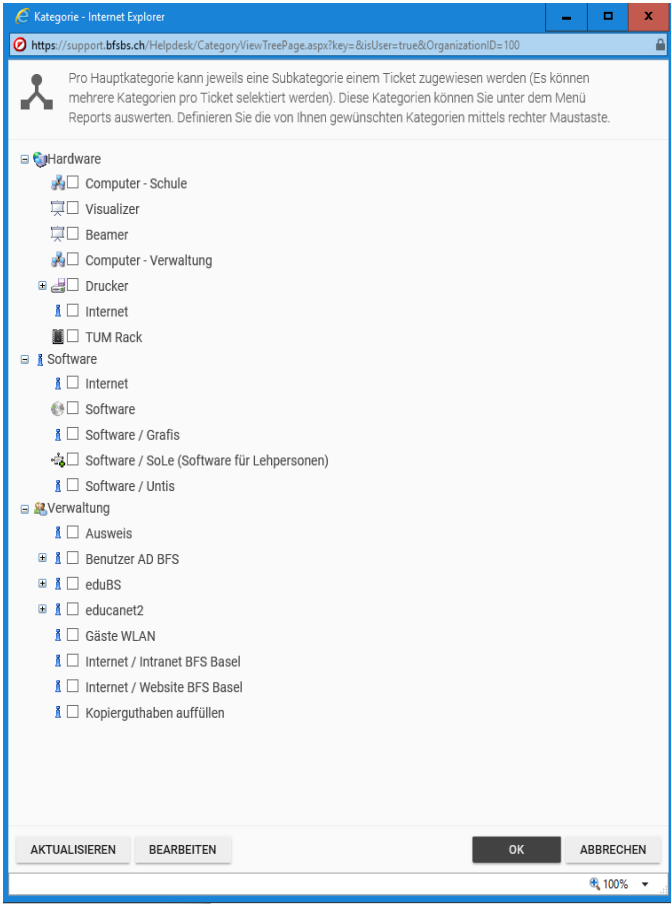 Kategorie - Internet Explorer
https://support.bfsbs.ch/Helpdesk/CategoryViewTreePage.aspx?key=&isUser=true&OrganizationID=100
Pro Hauptkategorie kann jeweils eine Subkategorie einem Ticket zugewiesen werden (Es können
mehrere Kategorien pro Ticket selektiert werden). Diese Kategorien können Sie unter dem Menü
Reports auswerten. Definieren Sie die von Ihnen gewünschten Kategorien mittels rechter Maustaste.
Hardware
Computer - Schule
Visualizer
Beamer
Computer - Verwaltung
Drucker
Internet
TUM Rack
Software
Internet
Software
Software / Grafis
Software / SoLe (Software für Lehpersonen)
Software / Untis
Verwaltung
Ausweis
Benutzer AD BFS
eduBS
educanet2
Gäste WLAN
Internet / Intranet BFS Basel
Internet / Website BFS Basel
Kopierguthaben auffüllen
AKTUALISIEREN BEARBEITEN OK ABBRECHEN
100%